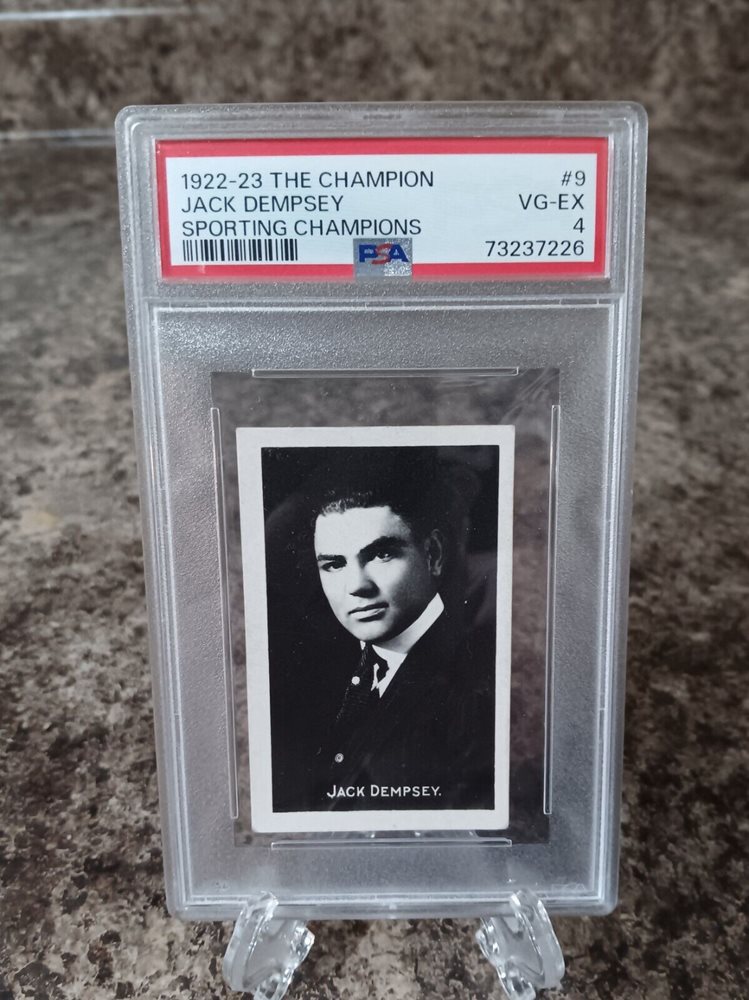 1922-23 THE CHAMPION #9
JACK DEMPSEY VG-EX
SPORTING CHAMPIONS 4
PSA 73237226
JACK DEMPSEY.